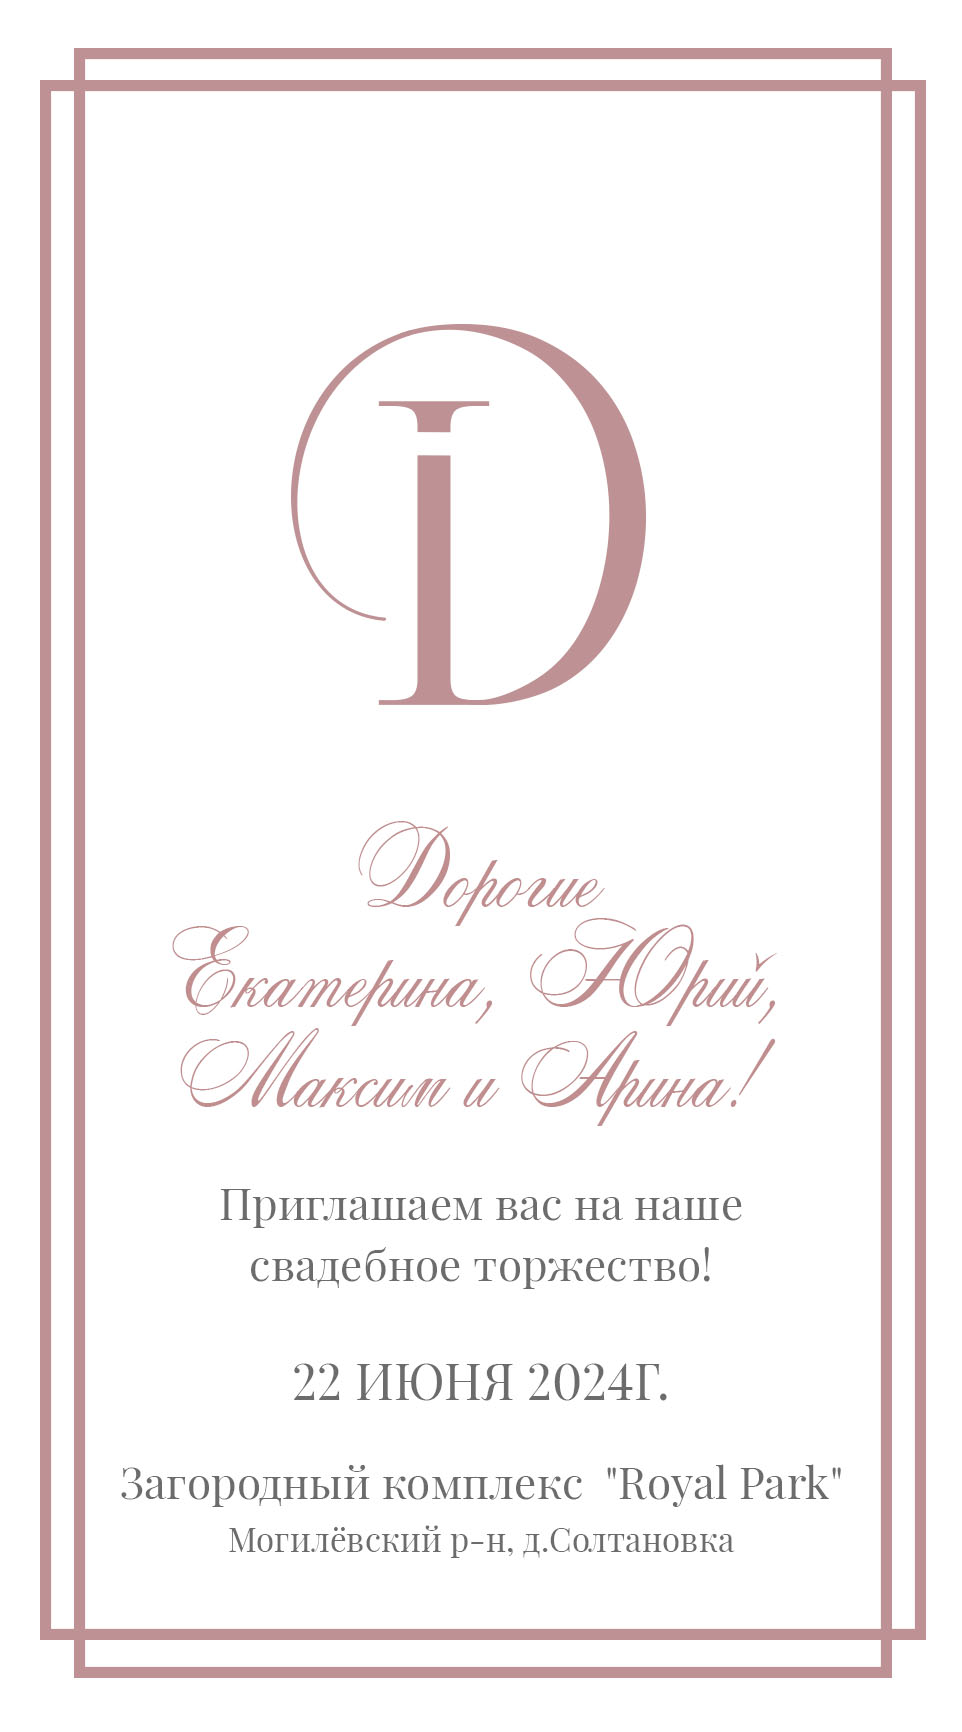 D
Дорогие
Екатерина, Юрий,
Максим и Арина!
Приглашаем вас на наше
свадебное торжество!
22 ИЮНЯ 2024Г.
Загородный комплекс "Royal Park"
Могилёвский р-н, д.Солтановка